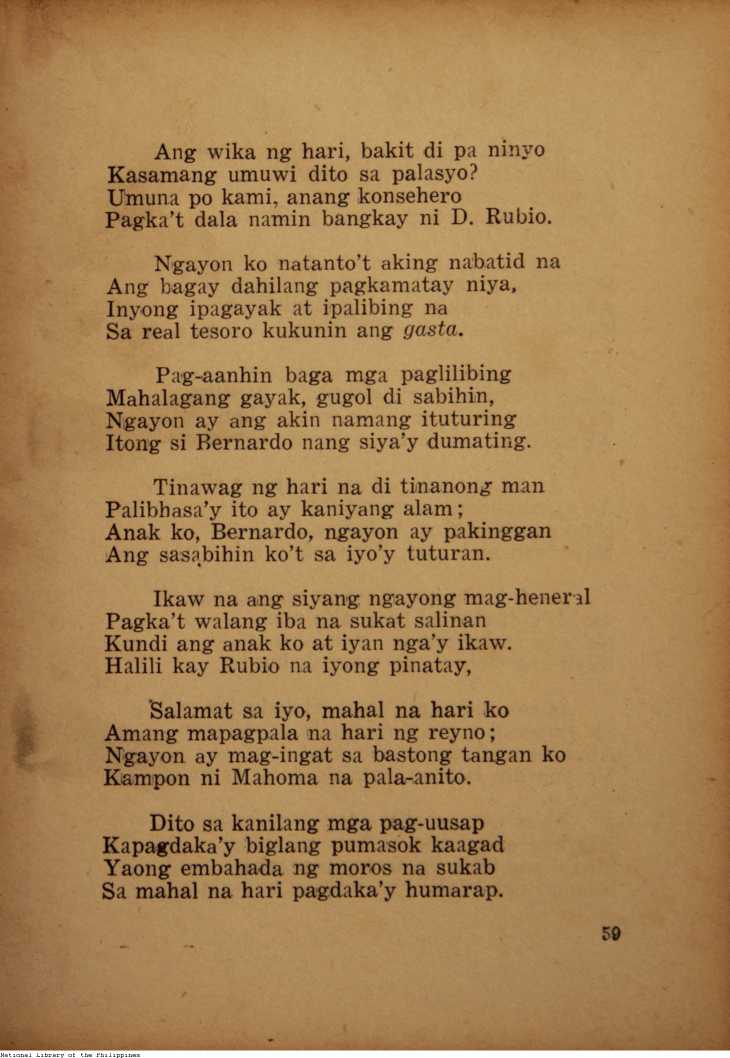 Ang wika ng hari, bakit di pa ninyo
Kasamang umuwi dito sa palasyo?
Umuna po kami, anang konsehero
Pagka't dala namin bangkay ni D. Rubio.
Ngayon ko natanto't aking nabatid na
Ang bagay dahilang pagkamatay niya,
Inyong ipagayak at ipalibing na
Sa real tesoro kukunin ang gasta.
Pag-aanhin baga mga paglilibing
Mahalagang gayak, gugol di sabihin,
Ngayon ay ang akin namang ituturing
Itong si Bernardo nang siya'y dumating.
Tinawag ng hari na di tinanong man
Palibhasa'y ito ay kaniyang alam;
Anak ko, Bernardo, ngayon ay pakinggan
Ang sasabihin ko't sa iyo'y tuturan.
Ikaw na ang siyang ngayong mag-heneral
Pagka't walang iba na sukat salinan
Kundi ang anak ko at iyan nga'y ikaw.
Halili kay Rubio na iyong pinatay,
Salamat sa iyo, mahal na hari ko
Amang mapagpala na hari ng reyno;
Ngayon ay mag-ingat sa bastong tangan ko
Kampon ni Mahoma na pala-anito.
Dito sa kanilang mga pag-uusap
Kapagdaka'y biglang pumasok kaagad
Yaong embahada ng moros na sukab
Sa mahal na hari pagdaka'y humarap.
59
National Library of the Philippines